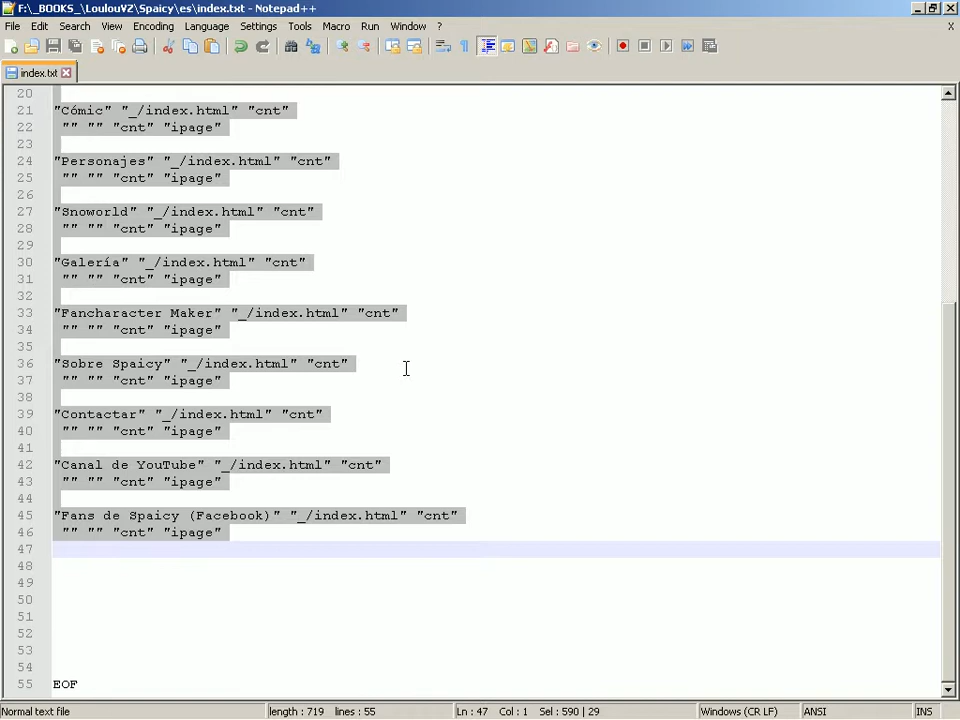 F:\_BOOKS_\LoulouVZ\Spaicy\es\index.txt - Notepad++
File Edit Search View Encoding Language Settings Tools Macro Run Window ? X
index.txt
20
21 "Cómic" "_/index.html" "cnt"
22 "" "" "cnt" "ipage"
23
24 "Personajes" "_/index.html" "cnt"
25 "" "" "cnt" "ipage"
26
27 "Snoworld" "_/index.html" "cnt"
28 "" "" "cnt" "ipage"
29
30 "Galería" "_/index.html" "cnt"
31 "" "" "cnt" "ipage"
32
33 "Fancharacter Maker" "_/index.html" "cnt"
34 "" "" "cnt" "ipage"
35
36 "Sobre Spaicy" "_/index.html" "cnt"
37 "" "" "cnt" "ipage"
38
39 "Contactar" "_/index.html" "cnt"
40 "" "" "cnt" "ipage"
41
42 "Canal de YouTube" "_/index.html" "cnt"
43 "" "" "cnt" "ipage"
44
45 "Fans de Spaicy (Facebook)" "_/index.html" "cnt"
46 "" "" "cnt" "ipage"
47
48
49
50
51
52
53
54
55 EOF
Normal text file length : 719 lines : 55 Ln : 47 Col : 1 Sel : 590 | 29 Windows (CR LF) ANSI INS